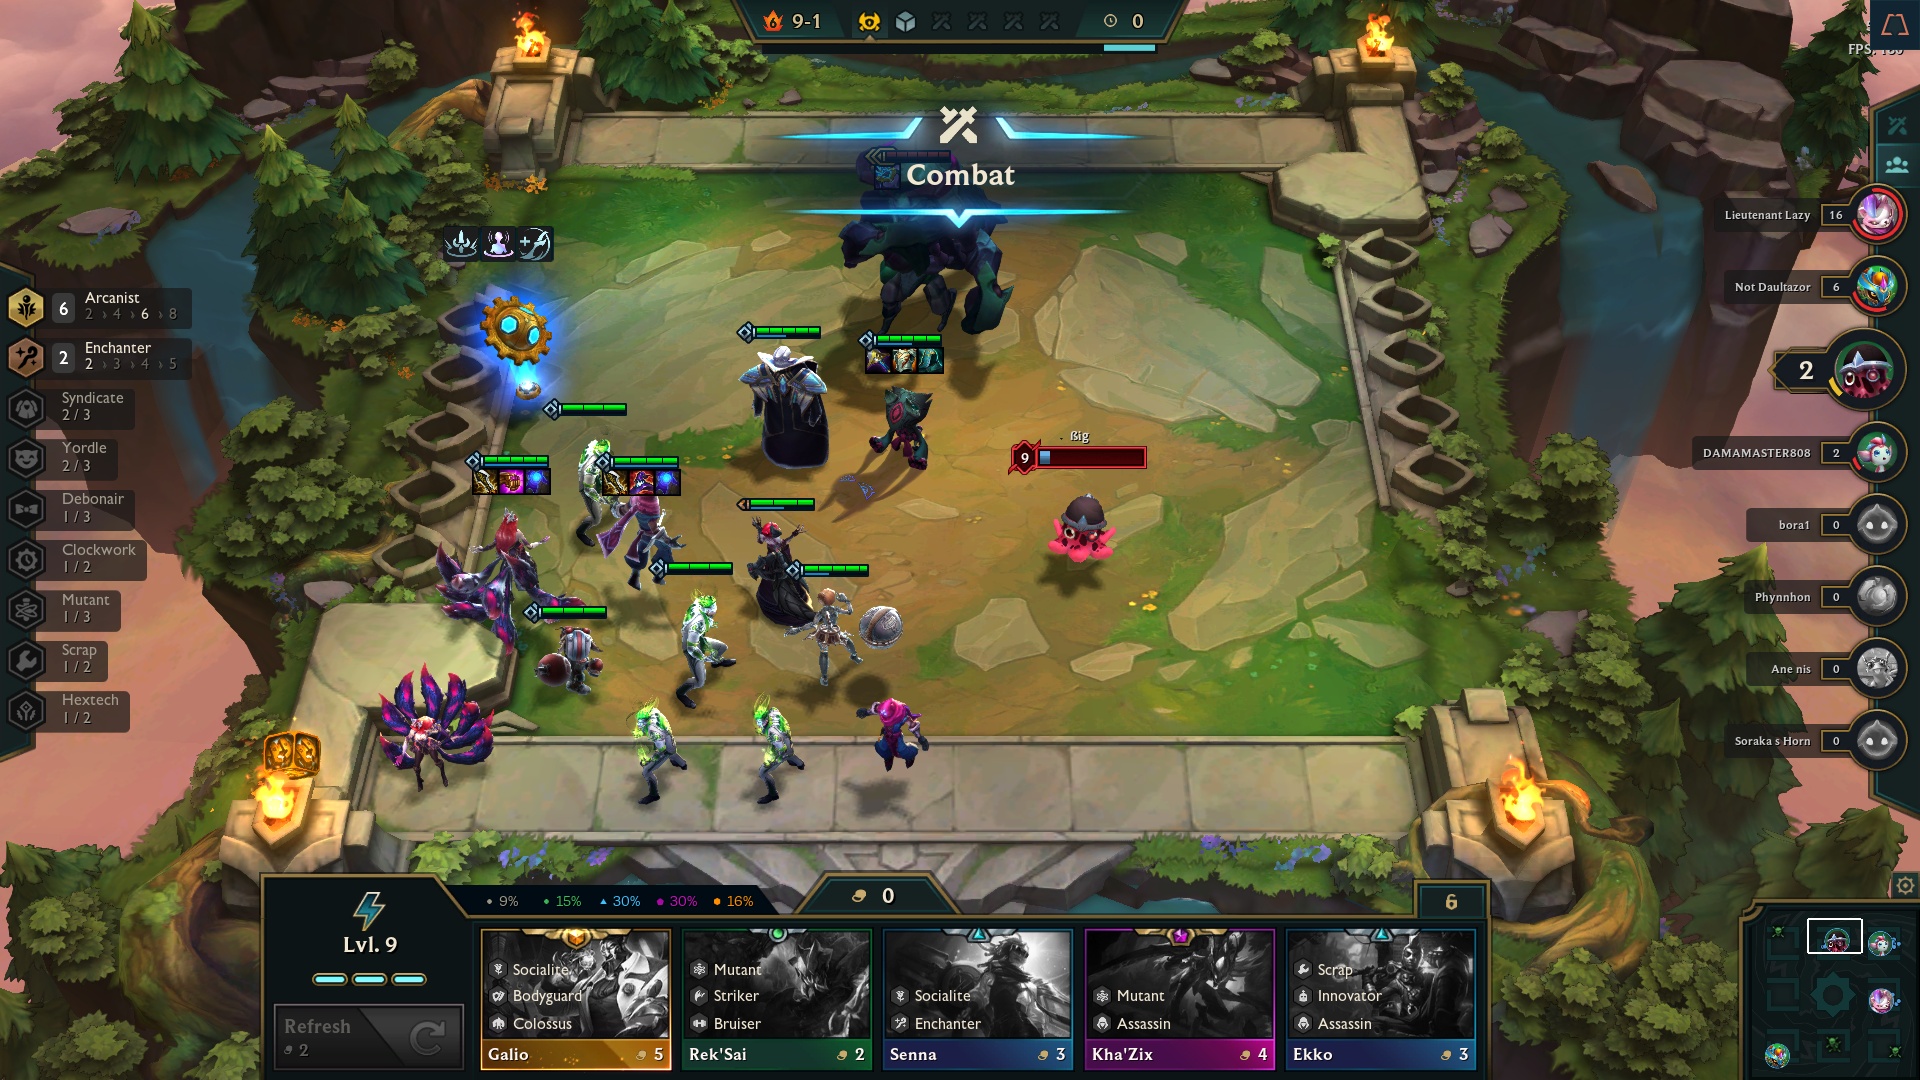 9-1
0
FPS:
Combat
Lieutenant Lazy 16
Not Daultazor 6
2
DAMAMASTER808 2
bora1 0
Phynnhon 0
Ane nis 0
Soraka s Horn 0
6 Arcanist
2 › 4 › 6 › 8
2 Enchanter
2 › 3 › 4 › 5
Syndicate
2 / 3
Yordle
2 / 3
Debonair
1 / 3
Clockwork
1 / 2
Mutant
1 / 3
Scrap
1 / 2
Hextech
1 / 2
9
Lvl. 9
9% 15% 30% 30% 16%
0
6
Refresh
2
Socialite
Bodyguard
Colossus
Galio 5
Mutant
Striker
Bruiser
Rek'Sai 2
Socialite
Enchanter
Senna 3
Mutant
Assassin
Kha'Zix 4
Scrap
Innovator
Assassin
Ekko 3